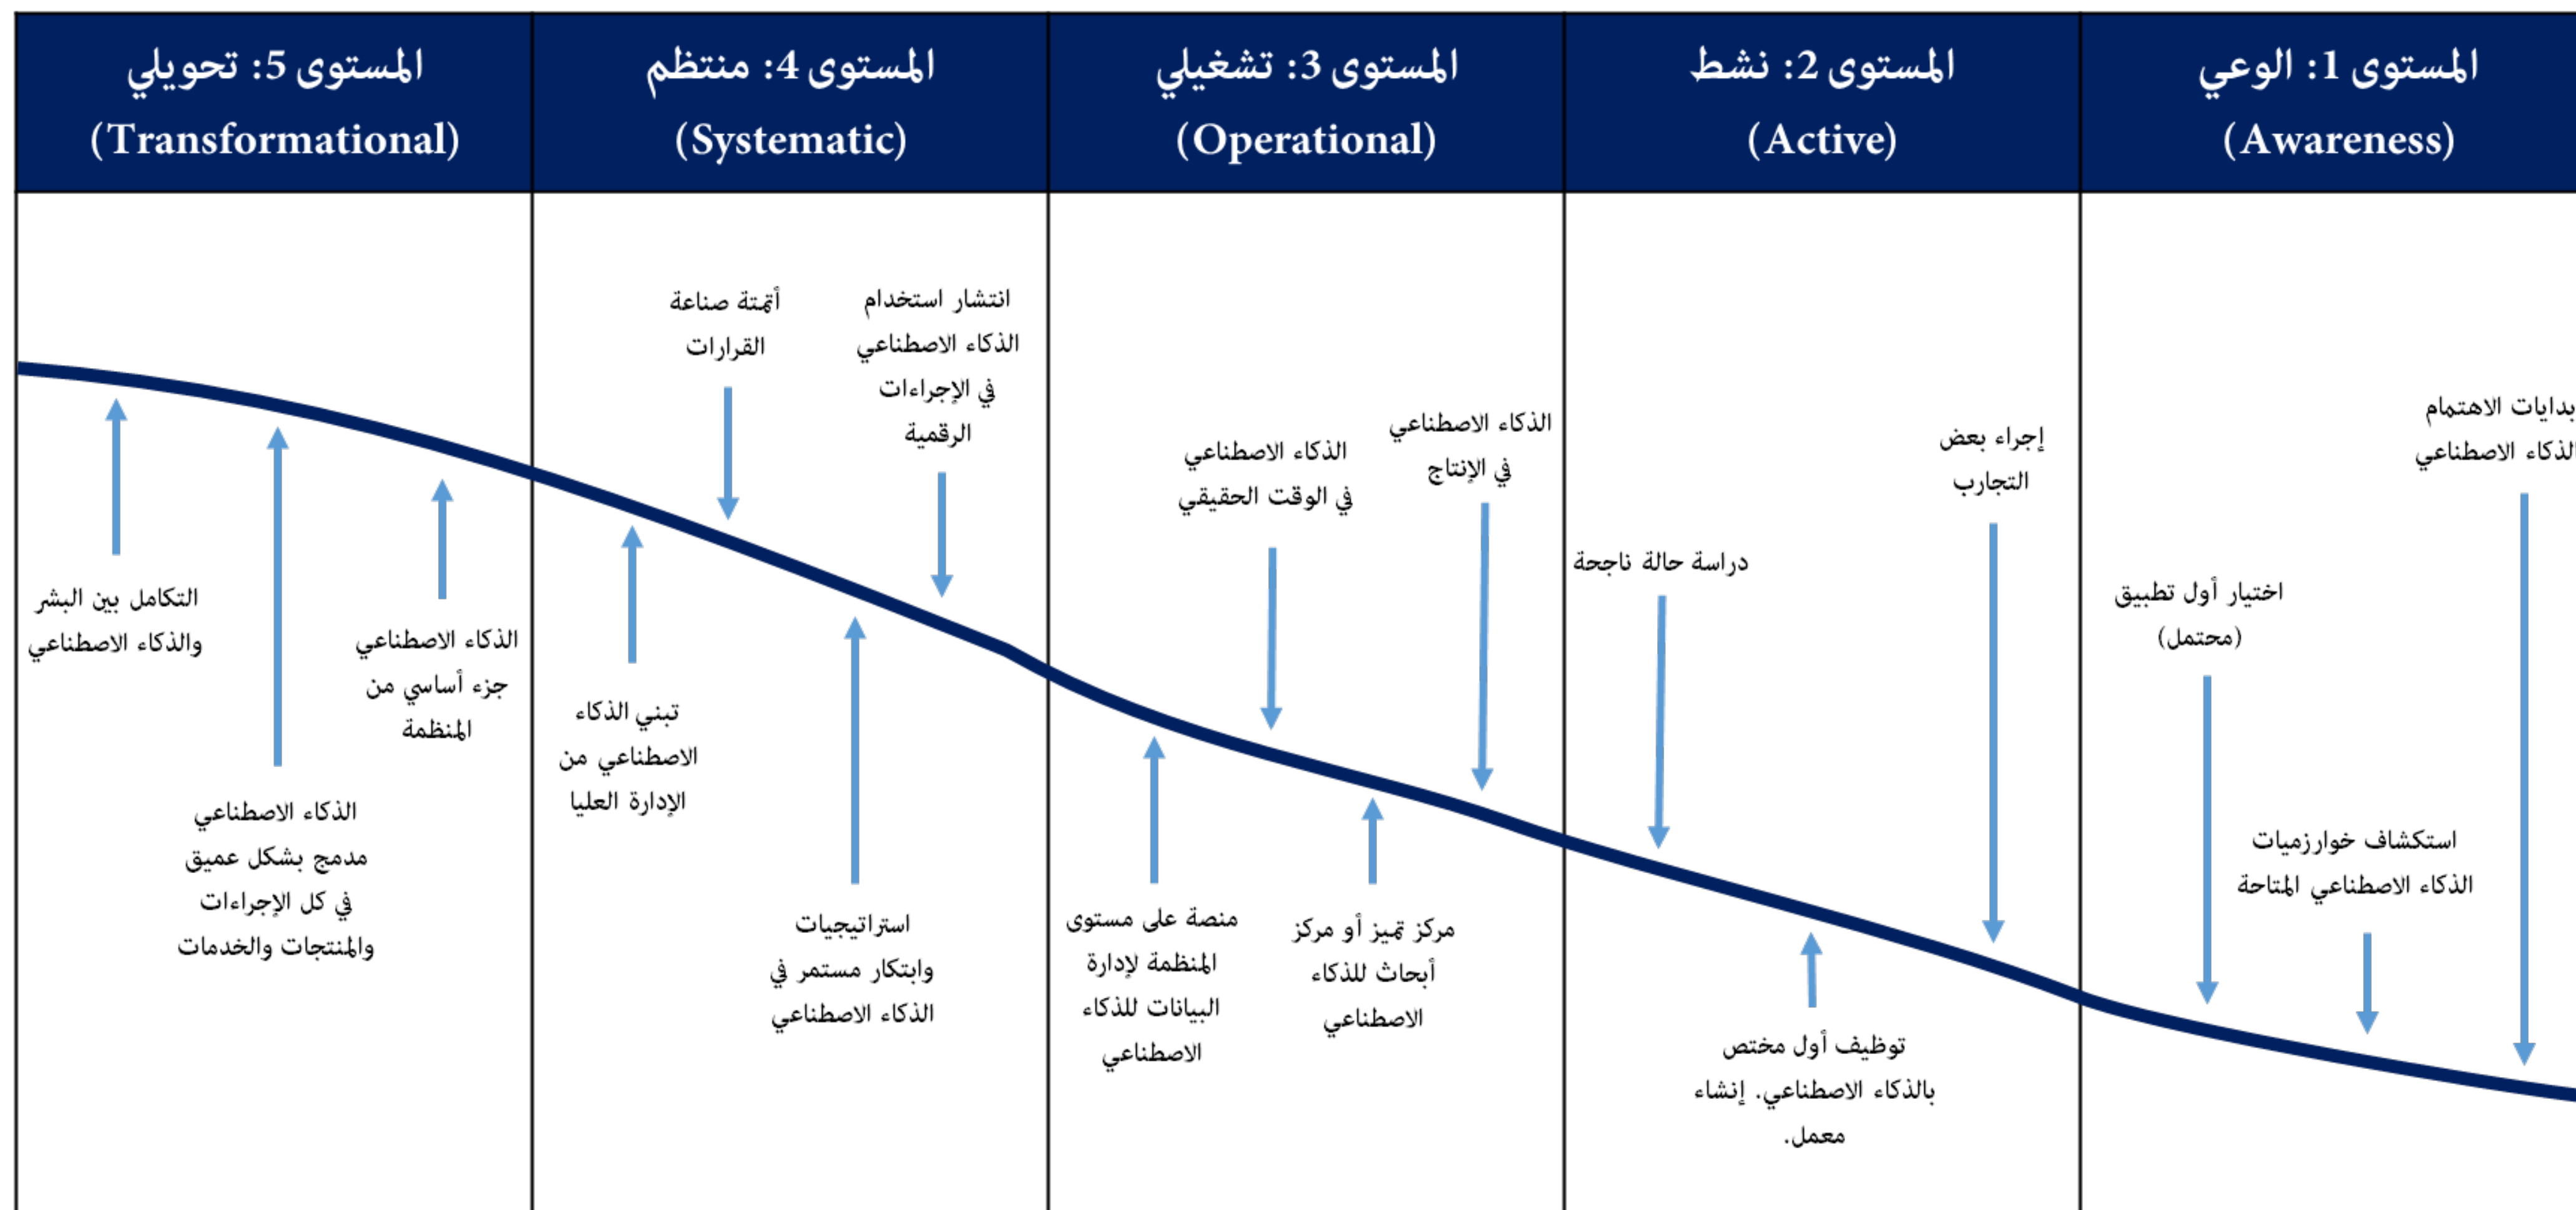 المستوى 1: الوعي
(Awareness)
المستوى 2: نشط
(Active)
المستوى 3: تشغيلي
(Operational)
المستوى 4: منتظم
(Systematic)
المستوى 5: تحويلي
(Transformational)
بدايات الاهتمام
الذكاء الاصطناعي
استكشاف خوارزميات
الذكاء الاصطناعي المتاحة
اختيار أول تطبيق
(محتمل)
إجراء بعض
التجارب
توظيف أول مختص
بالذكاء الاصطناعي. إنشاء
معمل.
دراسة حالة ناجحة
الذكاء الاصطناعي
في الإنتاج
مركز تميز أو مركز
أبحاث للذكاء
الاصطناعي
الذكاء الاصطناعي
في الوقت الحقيقي
منصة على مستوى
المنظمة لإدارة
البيانات للذكاء
الاصطناعي
انتشار استخدام
الذكاء الاصطناعي
في الإجراءات
الرقمية
استراتيجيات
وابتكار مستمر في
الذكاء الاصطناعي
أتمتة صناعة
القرارات
تبني الذكاء
الاصطناعي من
الإدارة العليا
الذكاء الاصطناعي
جزء أساسي من
المنظمة
الذكاء الاصطناعي
مدمج بشكل عميق
في كل الإجراءات
والمنتجات والخدمات
التكامل بين البشر
والذكاء الاصطناعي